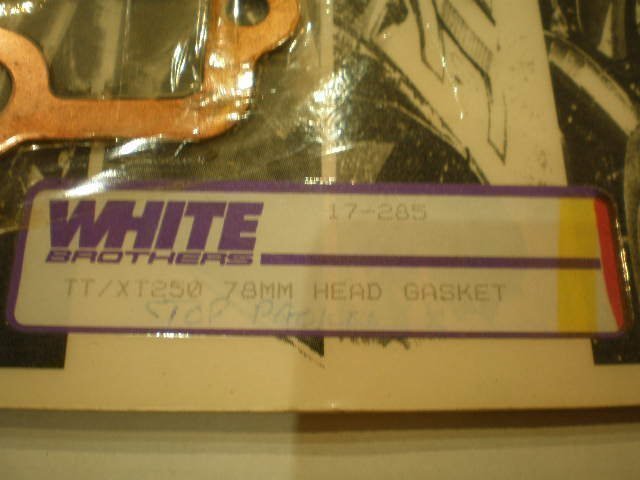 WHITE
BROTHERS
17-285
TT/XT250 78MM HEAD GASKET